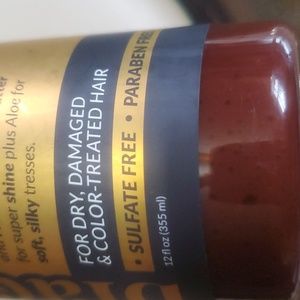 for super shine plus Aloe for
soft, silky tresses.
FOR DRY, DAMAGED
& COLOR-TREATED HAIR
• SULFATE FREE • PARABEN FREE
12 fl oz (355 ml)